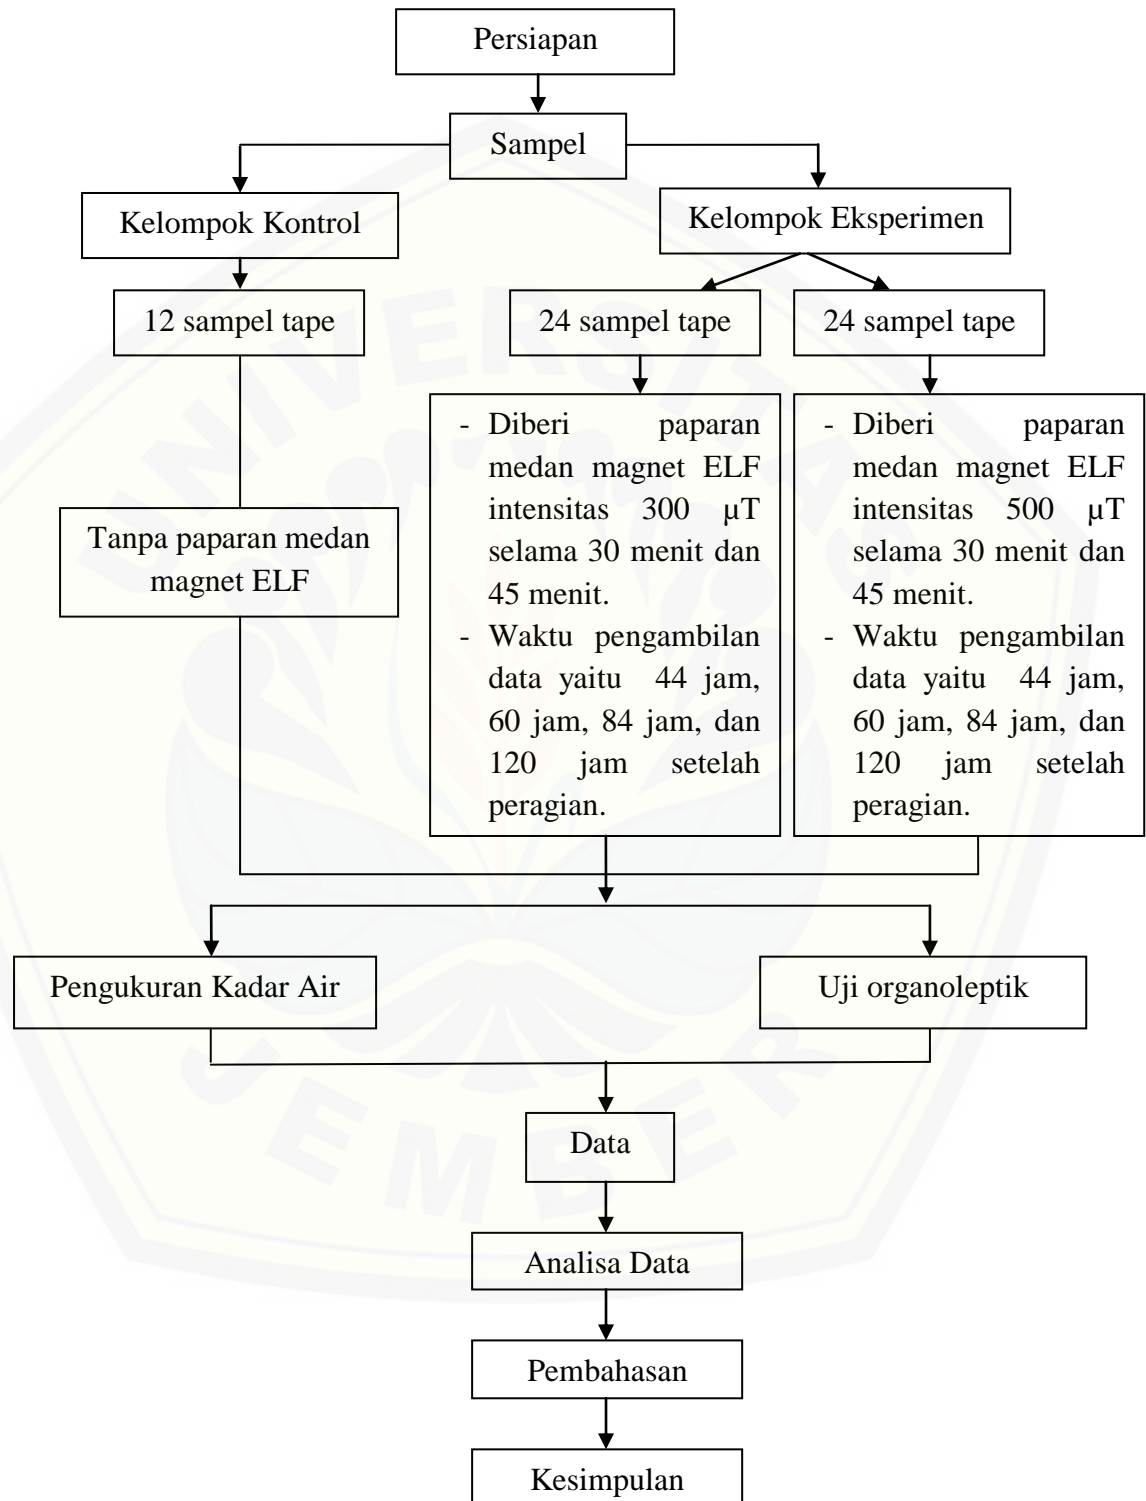 Persiapan
Sampel
Kelompok Kontrol
Kelompok Eksperimen
12 sampel tape
24 sampel tape
24 sampel tape
Tanpa paparan medan
magnet ELF
- Diberi paparan
medan magnet ELF
intensitas 300 µT
selama 30 menit dan
45 menit.
- Waktu pengambilan
data yaitu 44 jam,
60 jam, 84 jam, dan
120 jam setelah
peragian.
- Diberi paparan
medan magnet ELF
intensitas 500 µT
selama 30 menit dan
45 menit.
- Waktu pengambilan
data yaitu 44 jam,
60 jam, 84 jam, dan
120 jam setelah
peragian.
Pengukuran Kadar Air
Uji organoleptik
Data
Analisa Data
Pembahasan
Kesimpulan
UNIVERSITAS
JEMBER